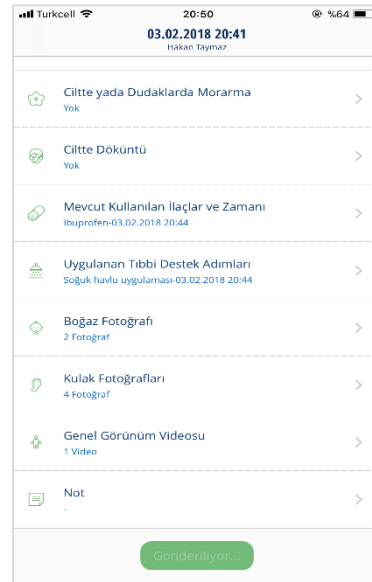 Turkcell 20:50 %64
03.02.2018 20:41
Hakan Taymaz
Ciltte yada Dudaklarda Morarma
Yok
Ciltte Döküntü
Yok
Mevcut Kullanılan İlaçlar ve Zamanı
Ibuprofen-03.02.2018 20:44
Uygulanan Tıbbi Destek Adımları
Soğuk havlu uygulaması-03.02.2018 20:44
Boğaz Fotoğrafı
2 Fotoğraf
Kulak Fotoğrafları
4 Fotoğraf
Genel Görünüm Videosu
1 Video
Not
-
Gönderiliyor...